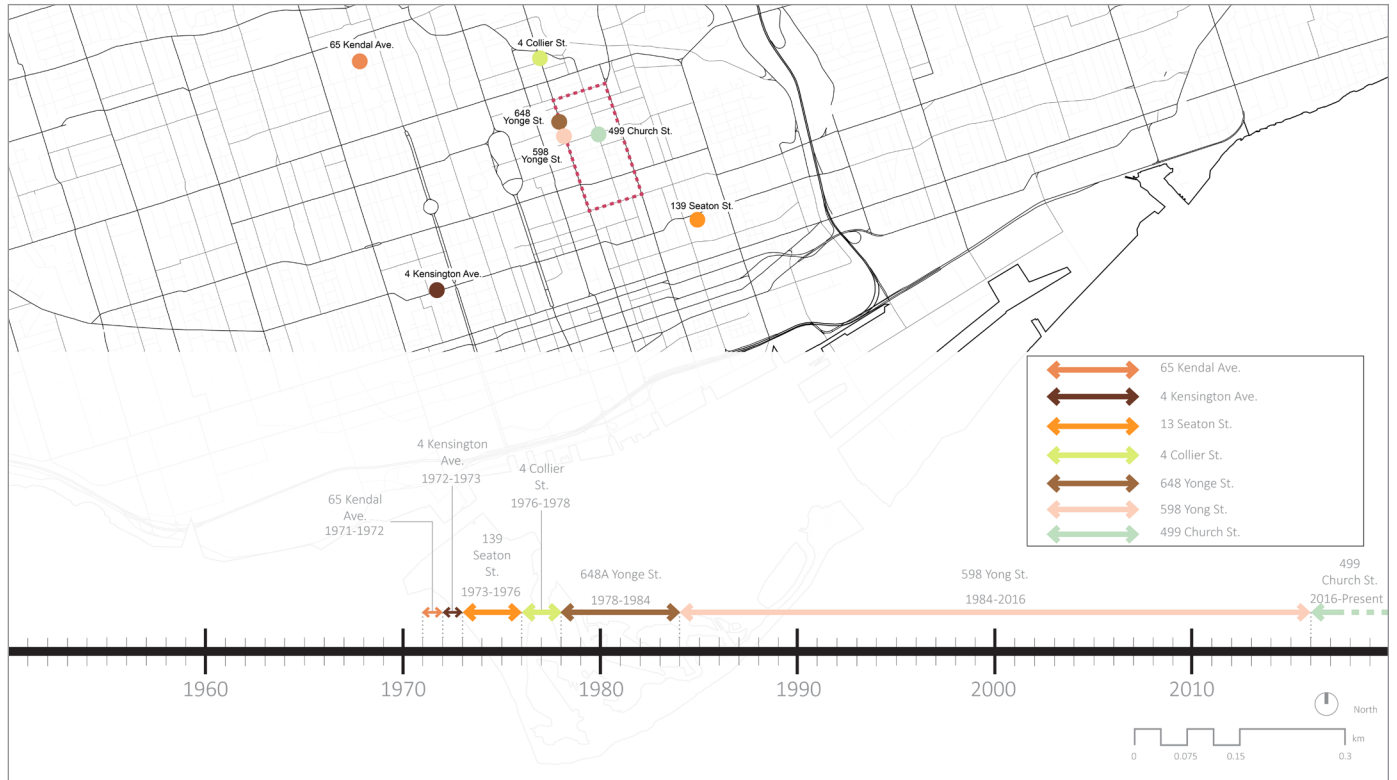 65 Kendal Ave.
4 Collier St.
648
Yonge St.
499 Church St.
598
Yonge St.
139 Seaton St.
4 Kensington Ave.
65 Kendal Ave.
4 Kensington Ave.
13 Seaton St.
4 Collier St.
648 Yonge St.
598 Yong St.
499 Church St.
4 Kensington
Ave.
1972-1973
4 Collier
St.
1976-1978
65 Kendal
Ave.
1971-1972
139
Seaton
St.
1973-1976
648A Yonge St.
1978-1984
598 Yong St.
1984-2016
499
Church St.
2016-Present
1960
1970
1980
1990
2000
2010
North
km
0
0.075
0.15
0.3